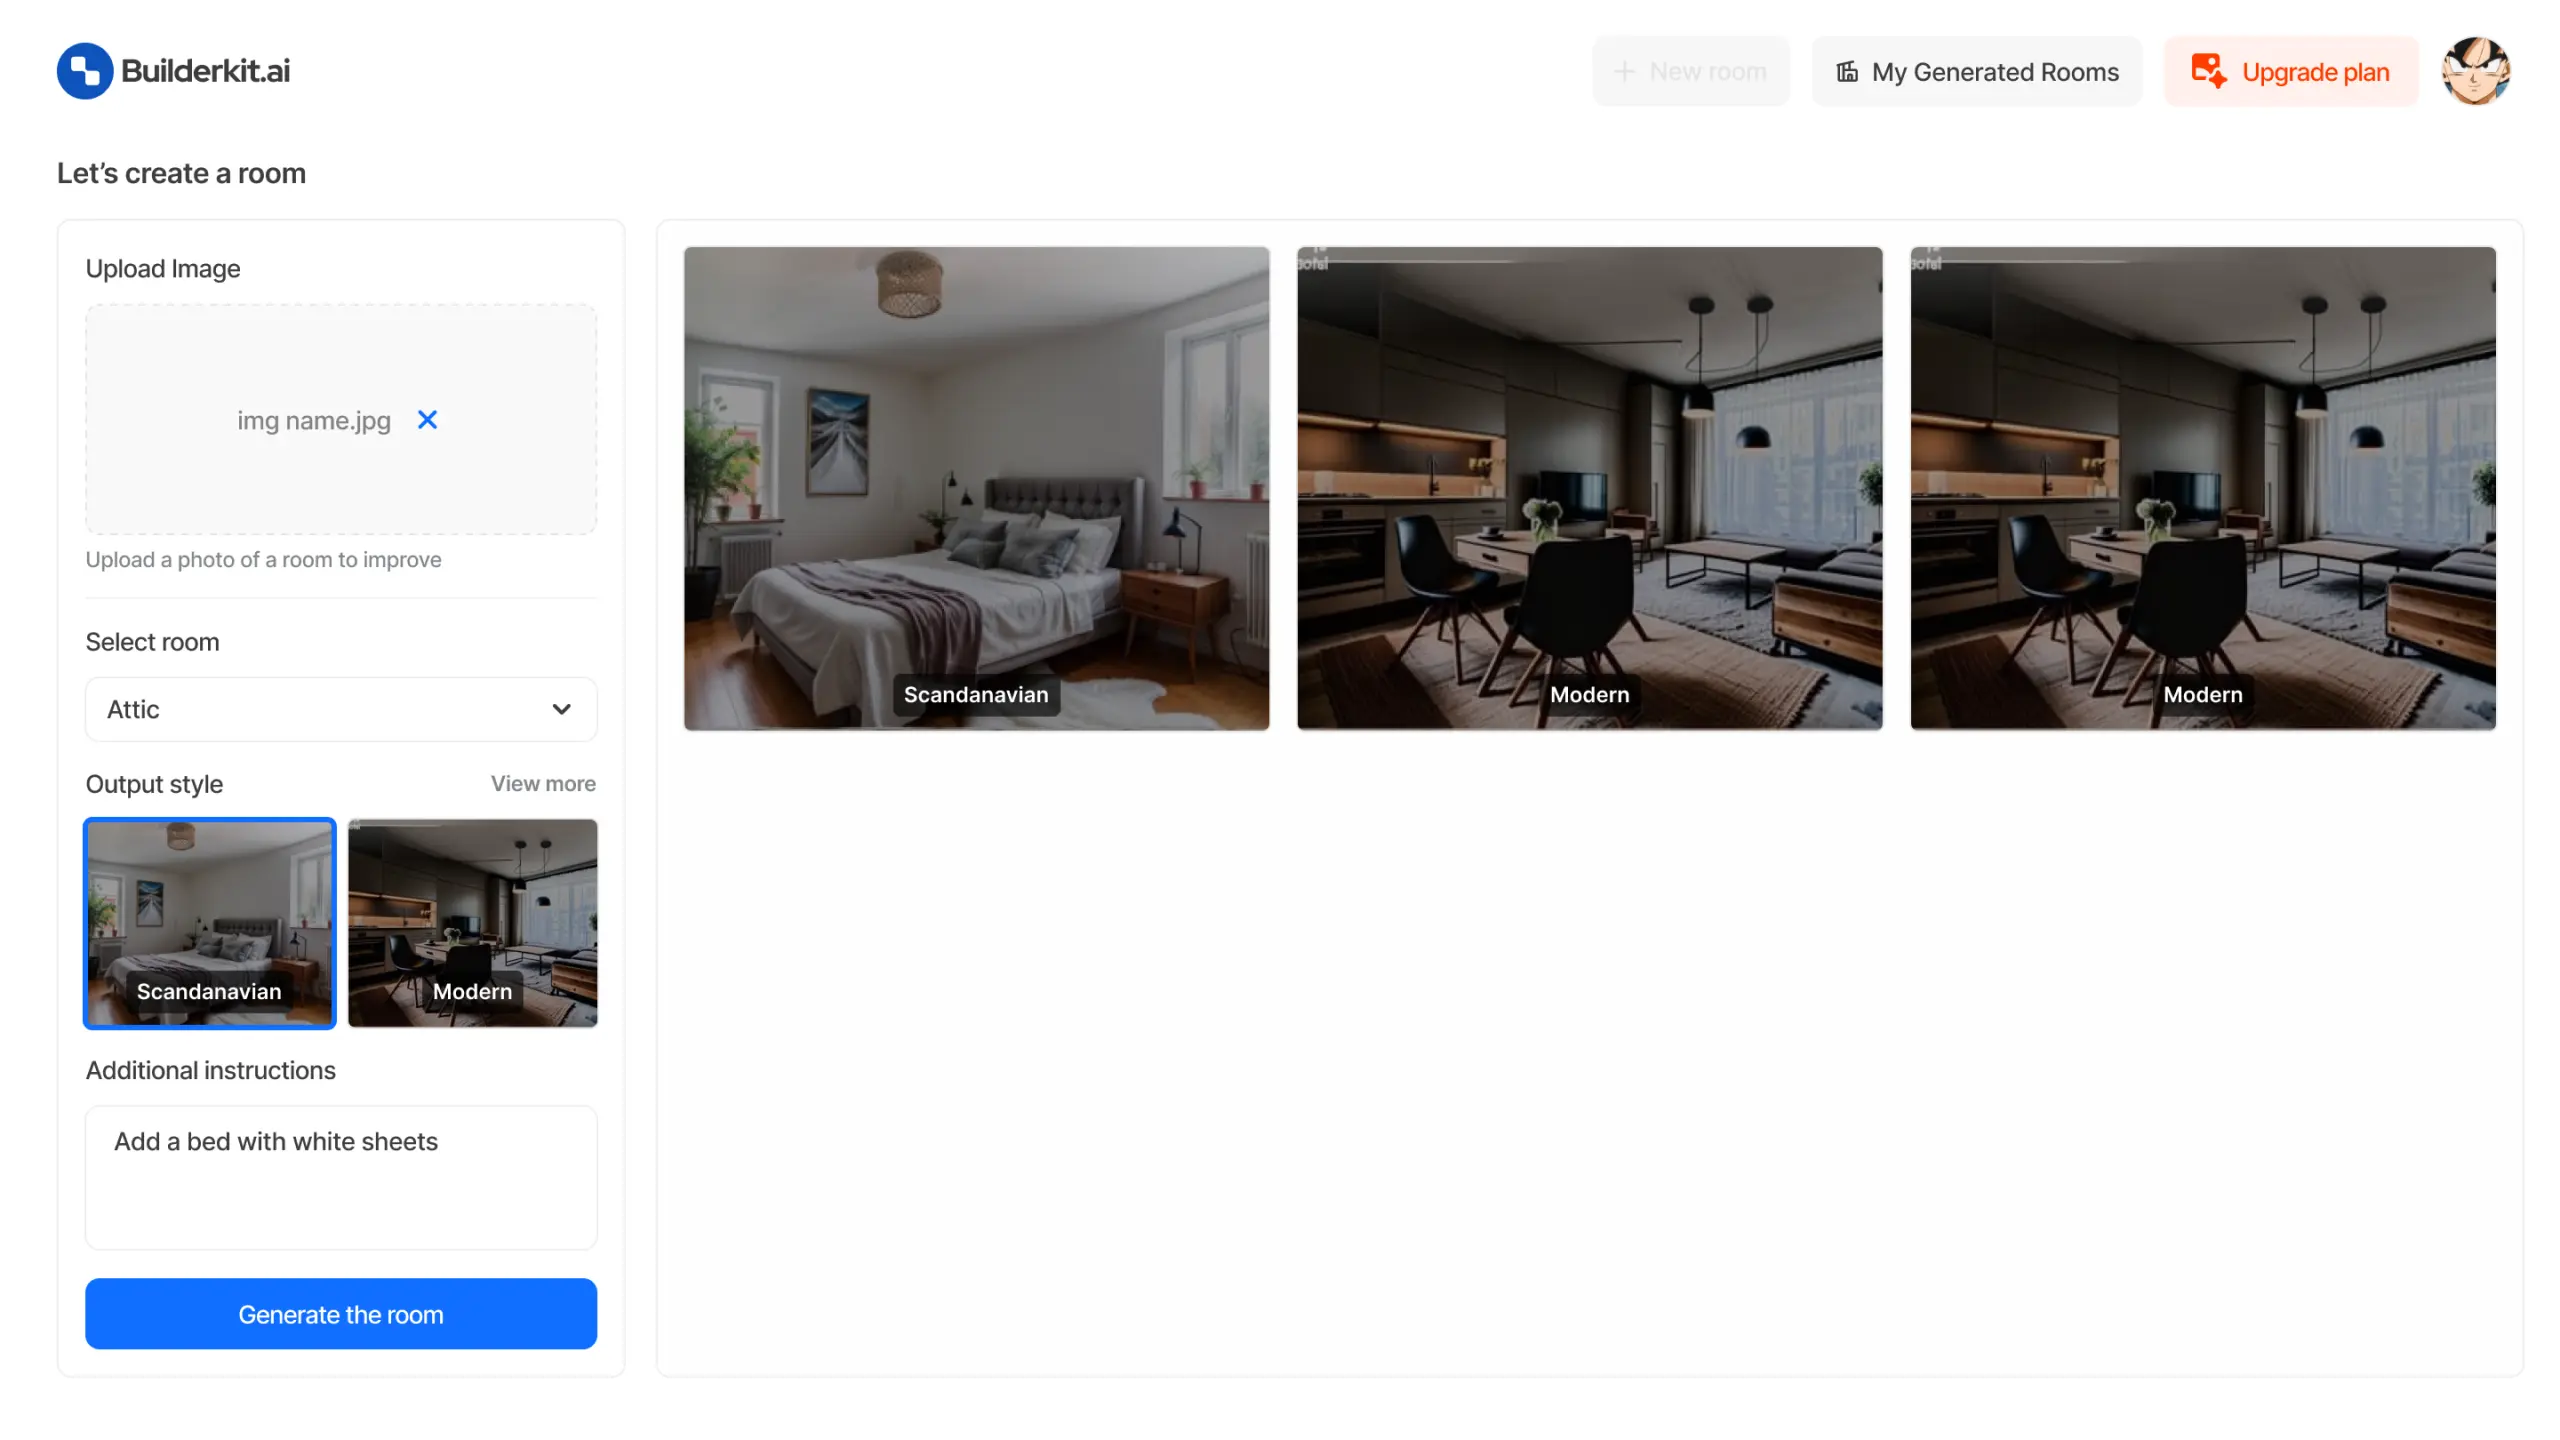 Builderkit.ai
New room
My Generated Rooms
Upgrade plan
Let’s create a room
Upload Image
img name.jpg
Upload a photo of a room to improve
Select room
Attic
Output style
View more
Scandanavian
Modern
Additional instructions
Add a bed with white sheets
Generate the room
Scandanavian
Modern
Modern